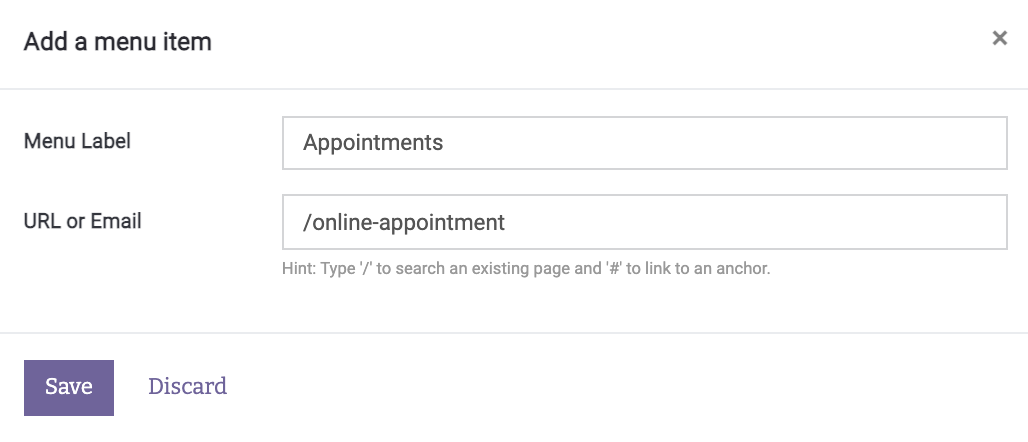 Add a menu item
×
Menu Label
Appointments
URL or Email
/online-appointment
Hint: Type '/' to search an existing page and '#' to link to an anchor.
Save Discard